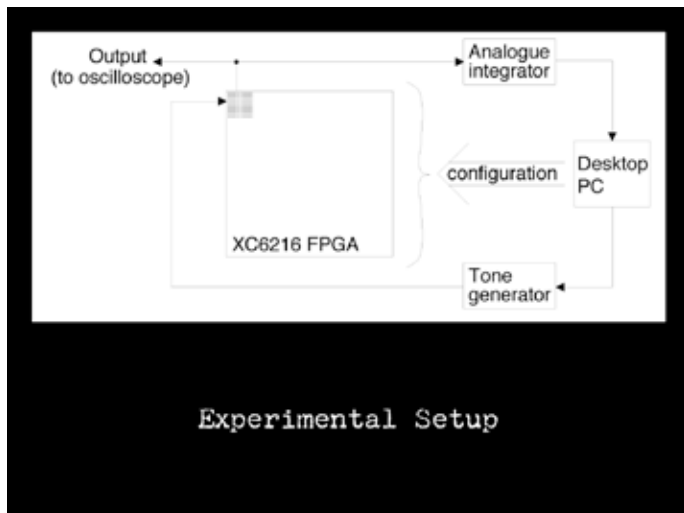 Output
(to oscilloscope)
Analogue
integrator
configuration
Desktop
PC
XC6216 FPGA
Tone
generator
Experimental Setup